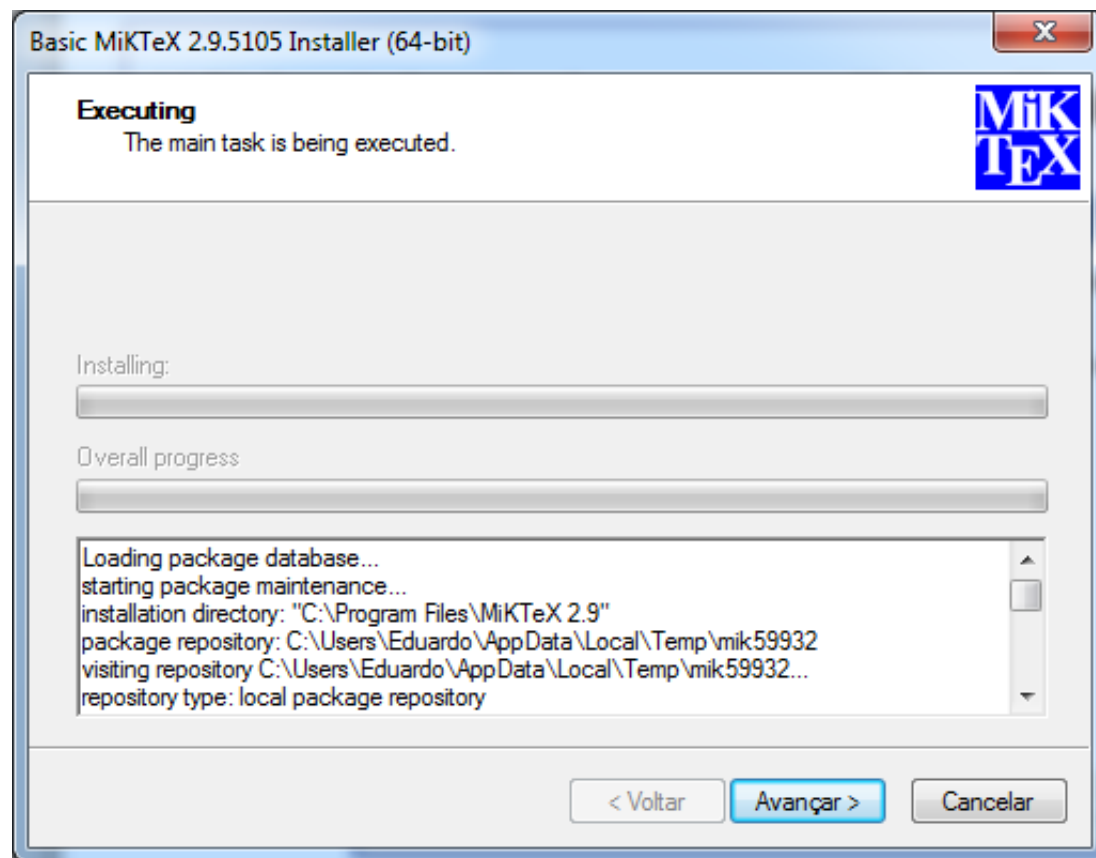 Basic MiKTeX 2.9.5105 Installer (64-bit)
Executing
The main task is being executed.
MiK
TEX
Installing:
Overall progress
Loading package database...
starting package maintenance...
installation directory: "C:\Program Files\MiKTeX 2.9"
package repository: C:\Users\Eduardo\AppData\Local\Temp\mik59932
visiting repository C:\Users\Eduardo\AppData\Local\Temp\mik59932...
repository type: local package repository
< Voltar Avançar > Cancelar